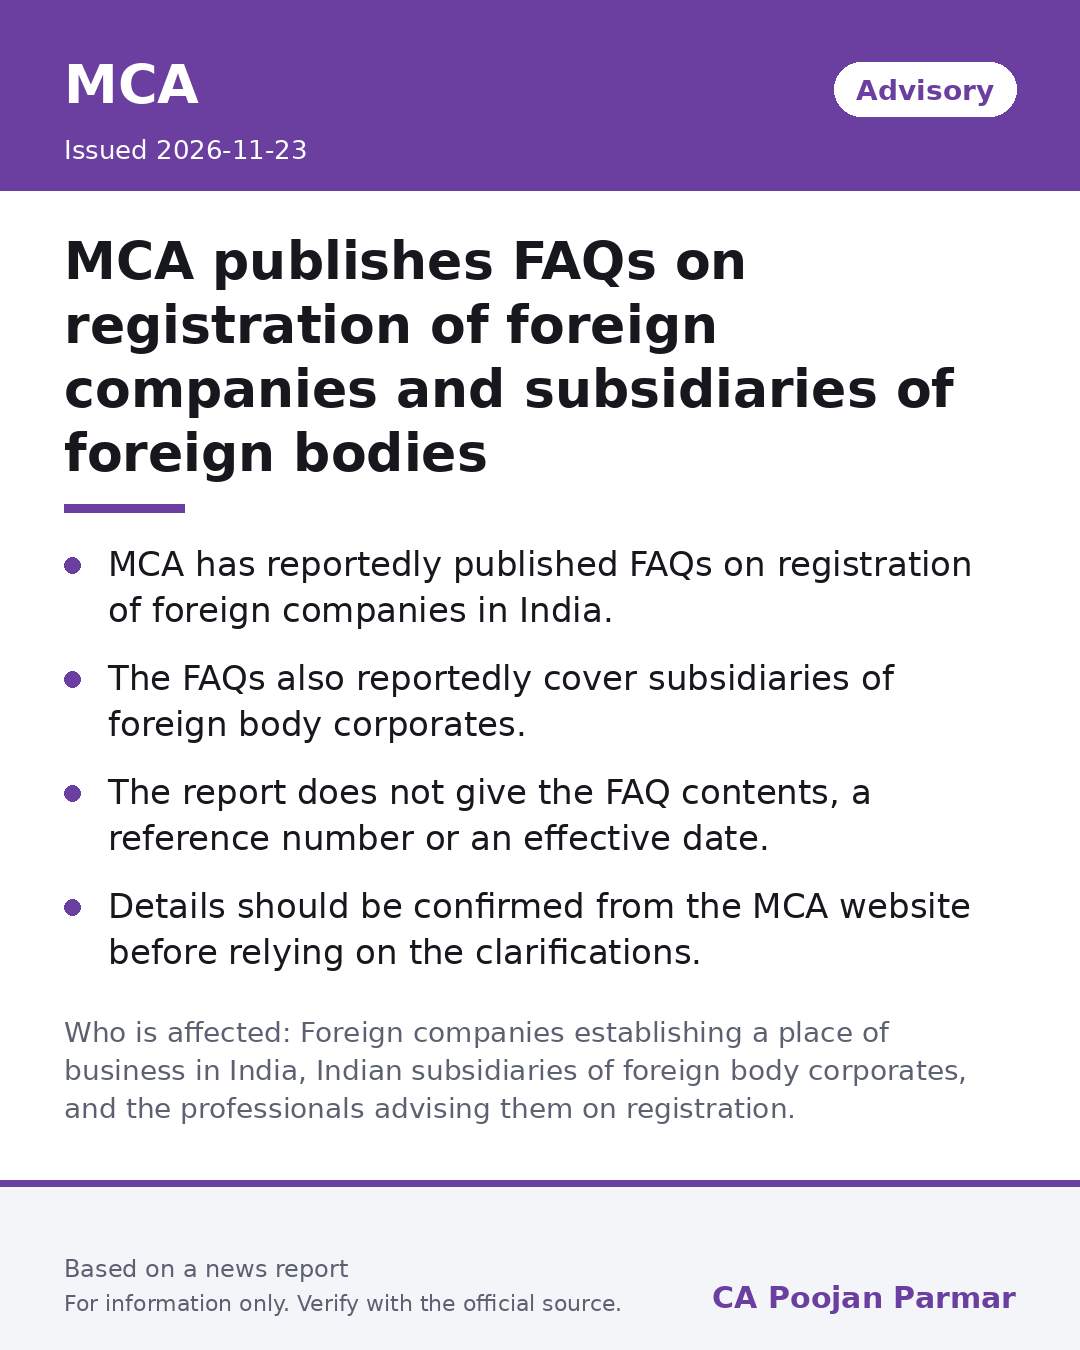 MCA
Advisory
Issued 2026-11-23
MCA publishes FAQs on
registration of foreign
companies and subsidiaries of
foreign bodies
MCA has reportedly published FAQs on registration
of foreign companies in India.
The FAQs also reportedly cover subsidiaries of
foreign body corporates.
The report does not give the FAQ contents, a
reference number or an effective date.
Details should be confirmed from the MCA website
before relying on the clarifications.
Who is affected: Foreign companies establishing a place of
business in India, Indian subsidiaries of foreign body corporates,
and the professionals advising them on registration.
Based on a news report
For information only. Verify with the official source.
CA Poojan Parmar